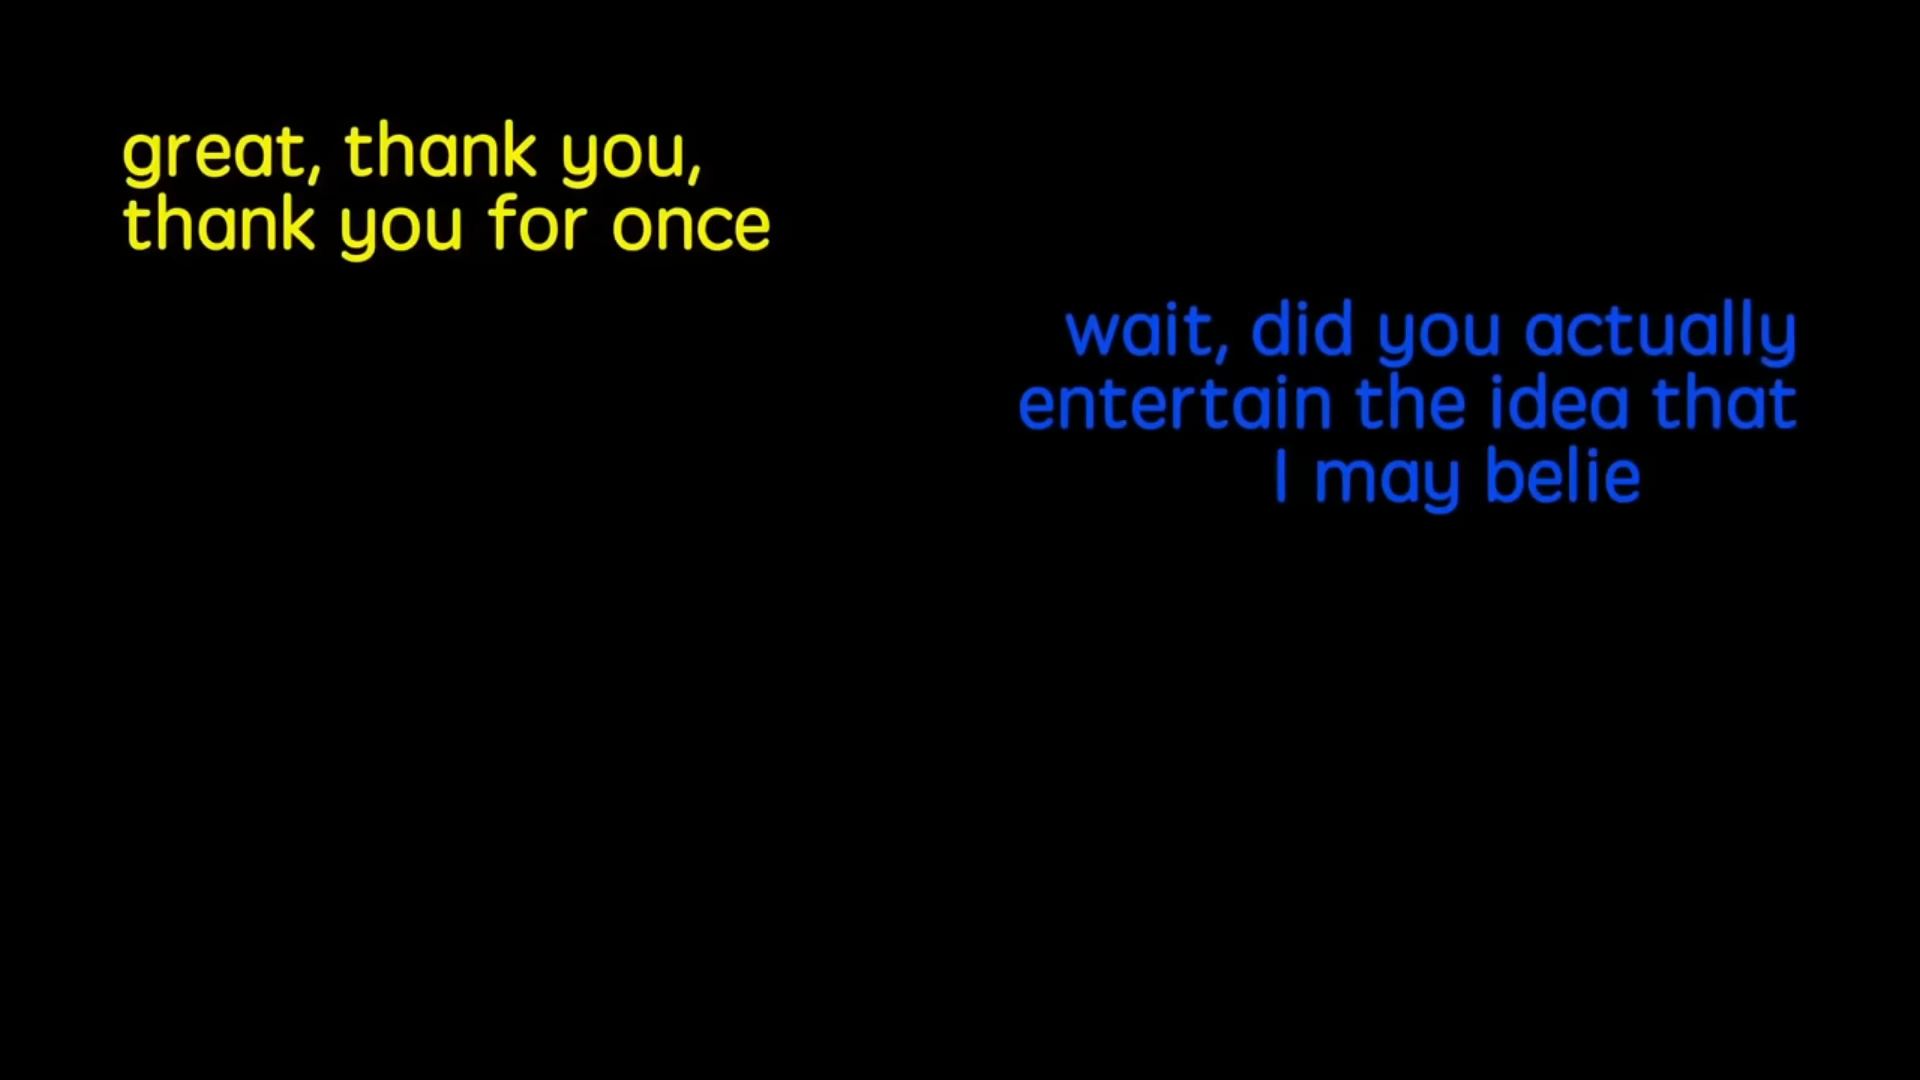 great, thank you,
thank you for once
wait, did you actually
entertain the idea that
I may belie